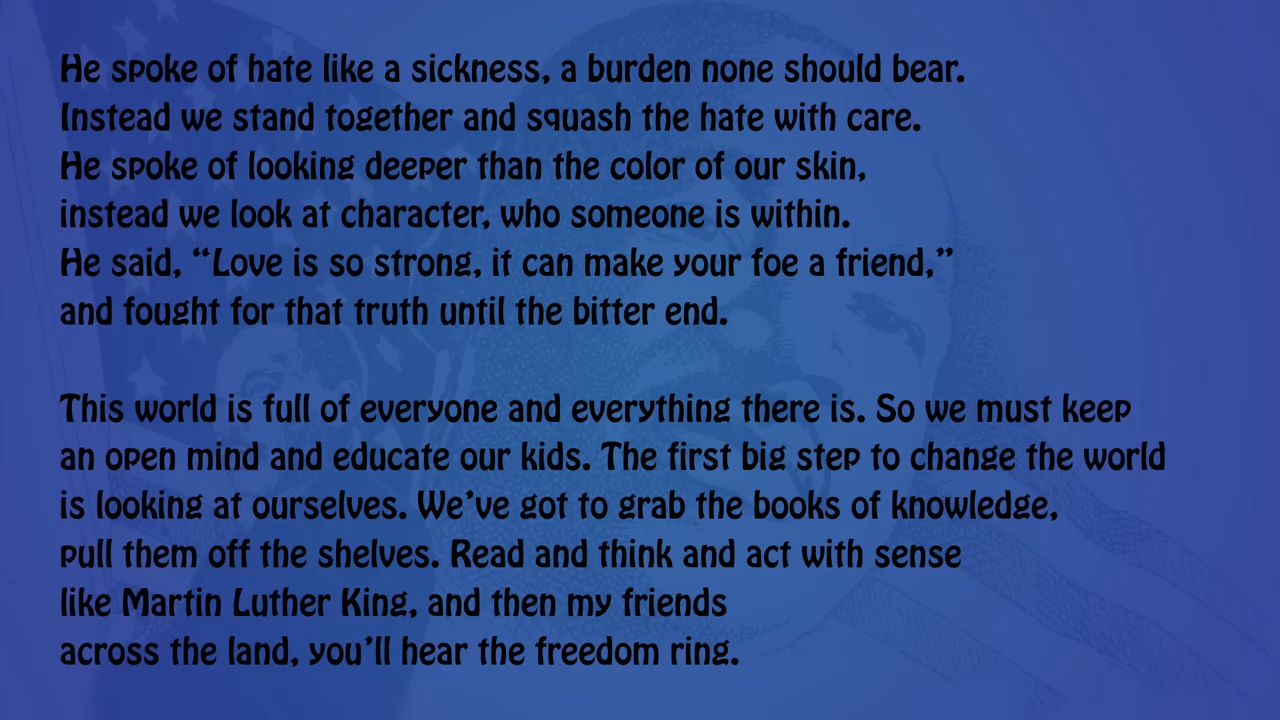 He spoke of hate like a sickness, a burden none should bear.
Instead we stand together and squash the hate with care.
He spoke of looking deeper than the color of our skin,
instead we look at character, who someone is within.
He said, “Love is so strong, it can make your foe a friend,”
and fought for that truth until the bitter end.
This world is full of everyone and everything there is. So we must keep
an open mind and educate our kids. The first big step to change the world
is looking at ourselves. We’ve got to grab the books of knowledge,
pull them off the shelves. Read and think and act with sense
like Martin Luther King, and then my friends
across the land, you’ll hear the freedom ring.